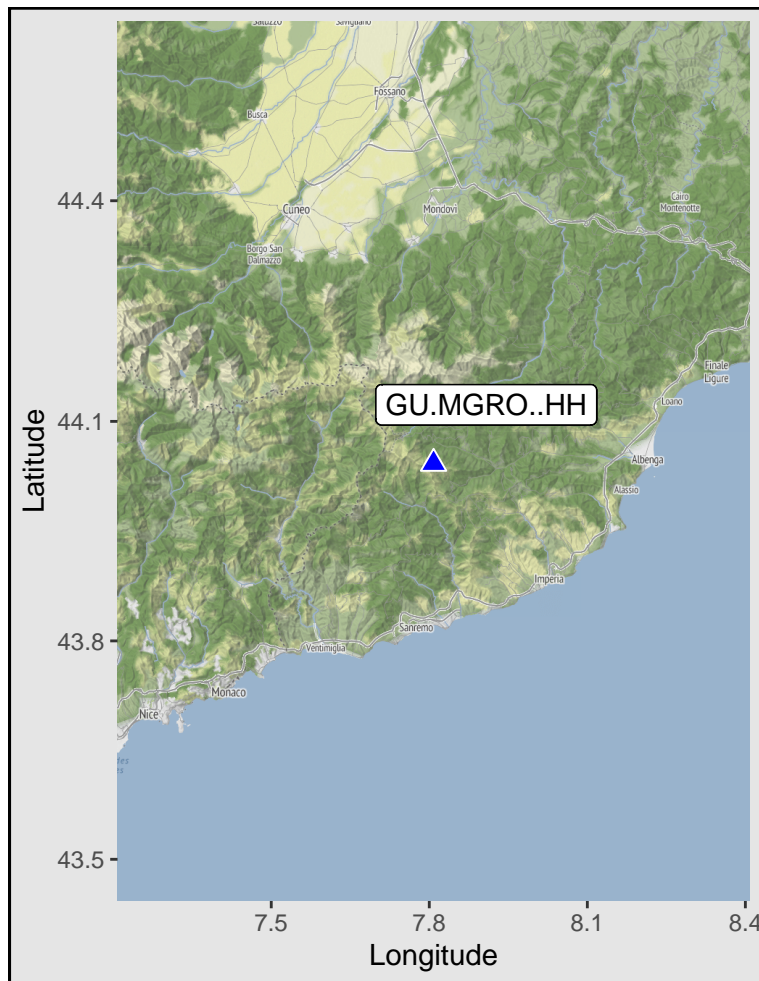 Saluzzo
Savigliano
Fossano
Busca
44.4
Cuneo
Mondovì
Cairo
Montenotte
Borgo San
Dalmazzo
Finale
Ligure
Loano
GU.MGRO..HH
44.1
Albenga
Alassio
Latitude
Imperia
43.8
Sanremo
Ventimiglia
Monaco
Nice
43.5
7.5
7.8
8.1
8.4
Longitude